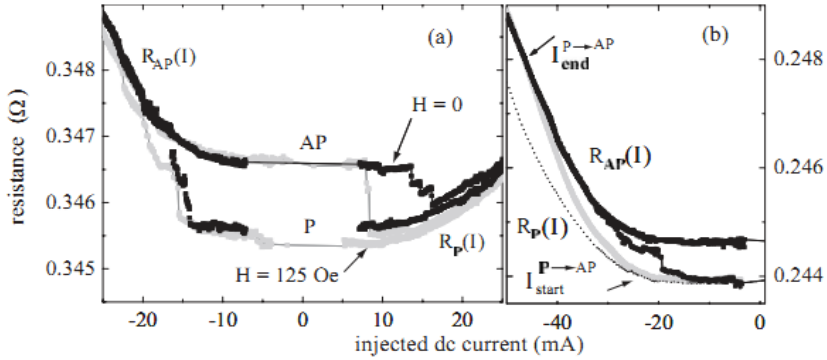 (a)
(b)
R_AP(I)
H = 0
AP
P
R_P(I)
H = 125 Oe
resistance (Ω)
0.348
0.347
0.346
0.345
-20 -10 0 10 20
injected dc current (mA)
I_end^P→AP
R_AP(I)
R_P(I)
I_start^P→AP
0.248
0.246
0.244
-40 -20 0